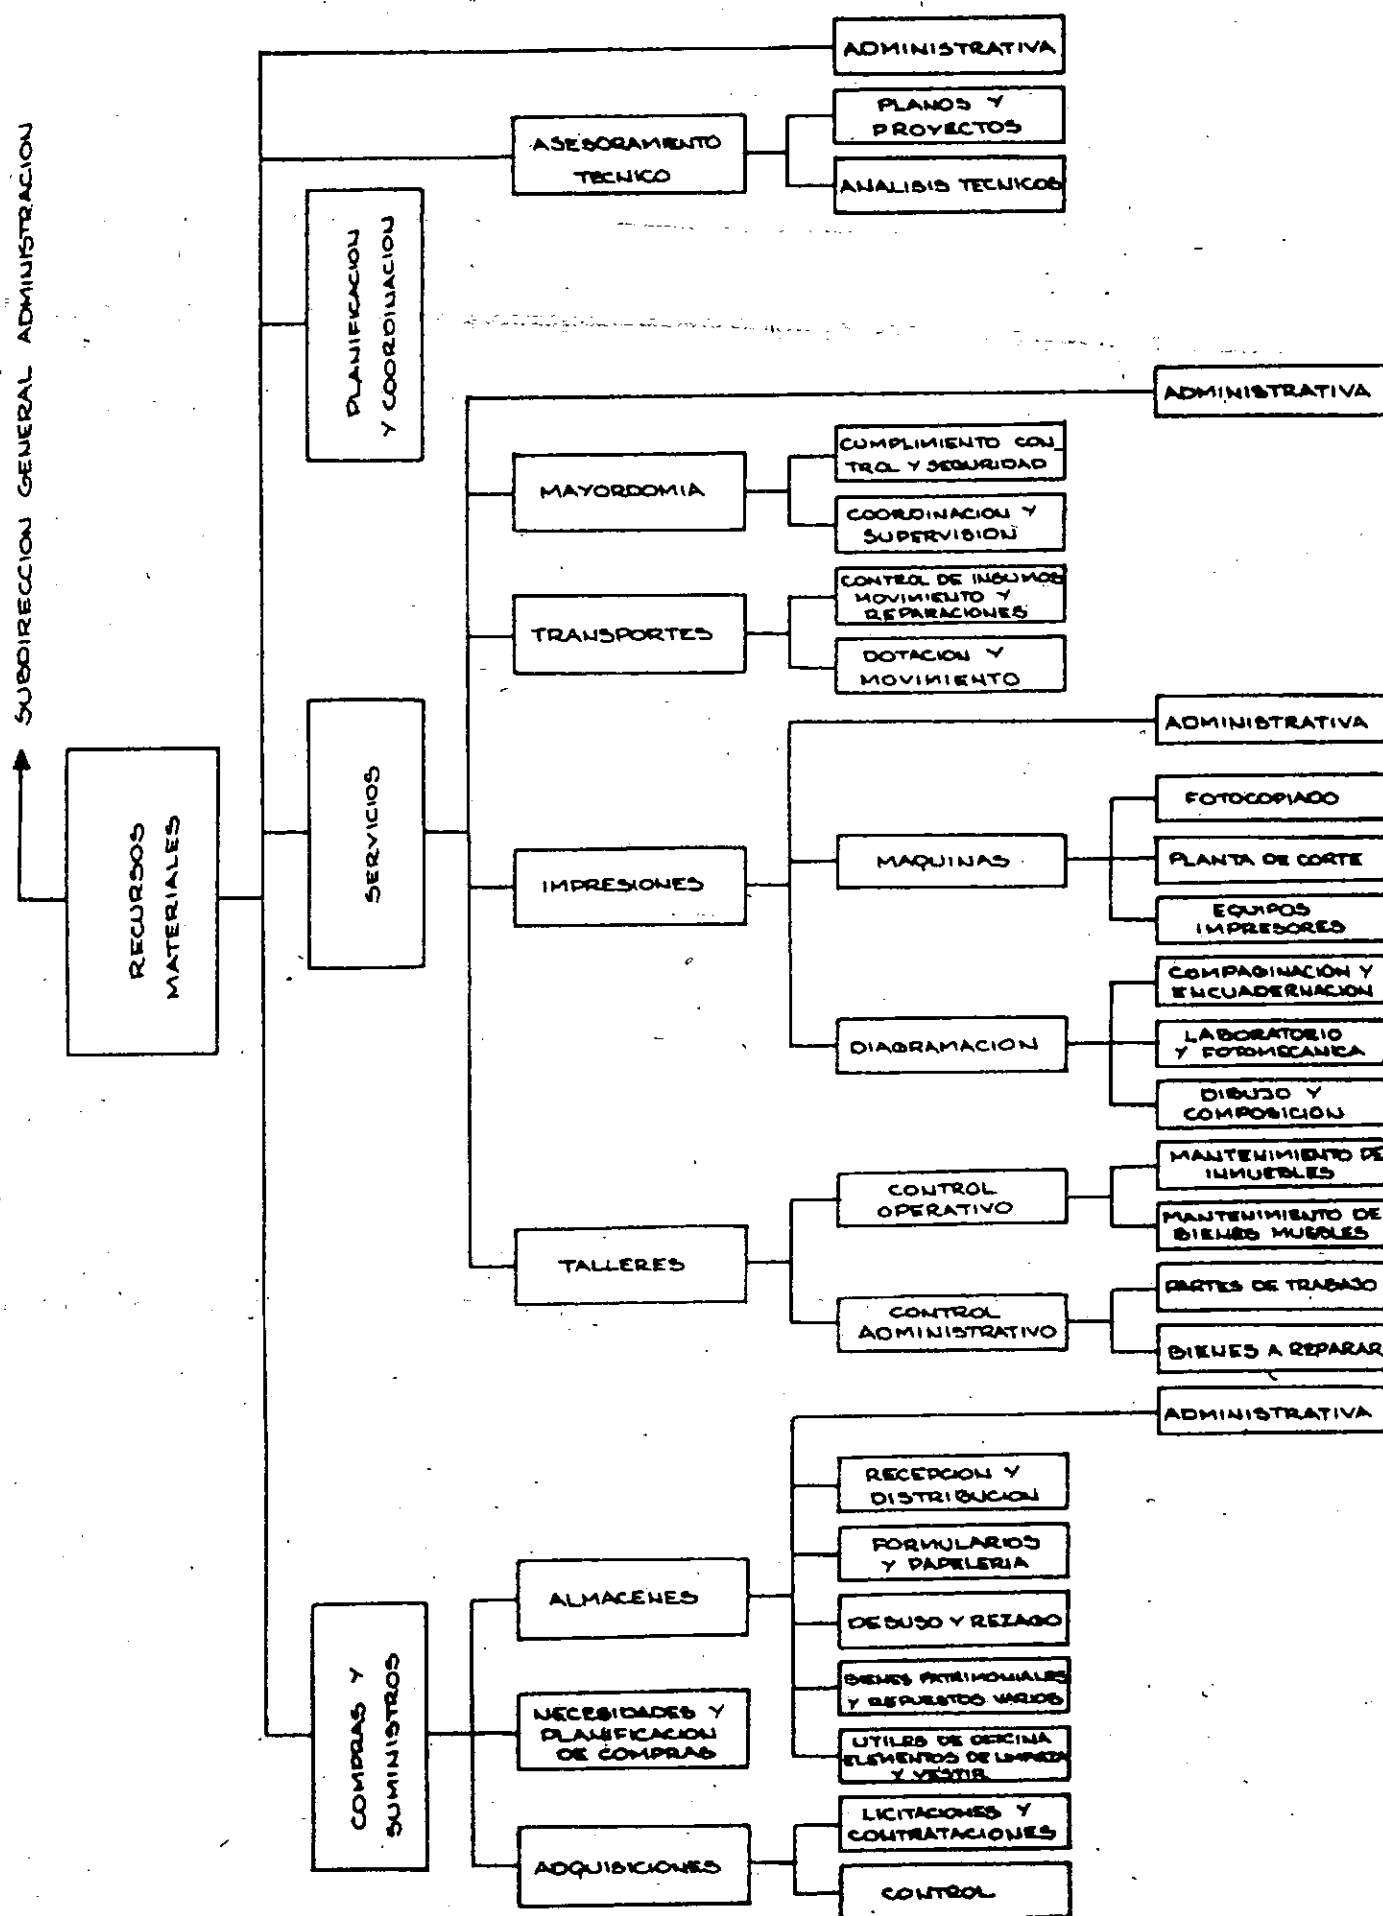 SUBDIRECCION GENERAL ADMINISTRACION
RECURSOS
MATERIALES
ADMINISTRATIVA
ASESORAMIENTO
TECNICO
PLANOS Y
PROYECTOS
ANALISIS TECNICOS
PLANIFICACION
Y COORDINACION
SERVICIOS
ADMINISTRATIVA
MAYORDOMIA
CUMPLIMIENTO CON_
TROL Y SEGURIDAD
COORDINACION Y
SUPERVISION
TRANSPORTES
CONTROL DE INSUMOS
MOVIMIENTO Y
REPARACIONES
DOTACION Y
MOVIMIENTO
IMPRESIONES
ADMINISTRATIVA
MAQUINAS
FOTOCOPIADO
PLANTA DE CORTE
EQUIPOS
IMPRESORES
DIAGRAMACION
COMPAGINACION Y
ENCUADERNACION
LABORATORIO
Y FOTOMECANICA
DIBUJO Y
COMPOSICION
TALLERES
CONTROL
OPERATIVO
MANTENIMIENTO DE
INMUEBLES
MANTENIMIENTO DE
BIENES MUEBLES
CONTROL
ADMINISTRATIVO
PARTES DE TRABAJO
BIENES A REPARAR
COMPRAS Y
SUMINISTROS
ALMACENES
ADMINISTRATIVA
RECEPCION Y
DISTRIBUCION
FORMULARIOS
Y PAPELERIA
DESUSO Y REZAGO
BIENES PATRIMONIALES
Y REPUESTOS VARIOS
UTILES DE OFICINA
ELEMENTOS DE LIMPIEZA
Y VESTIR
NECESIDADES Y
PLANIFICACION
DE COMPRAS
ADQUISICIONES
LICITACIONES Y
CONTRATACIONES
CONTROL